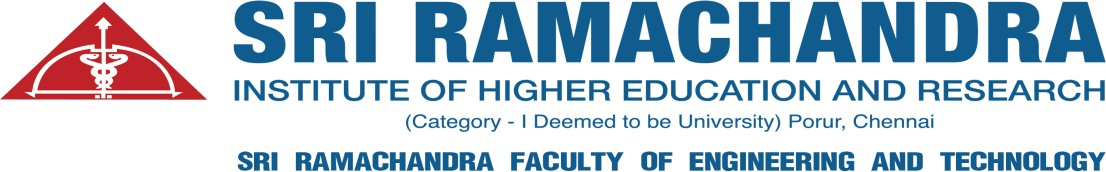 SRI RAMACHANDRA
INSTITUTE OF HIGHER EDUCATION AND RESEARCH
(Category - I Deemed to be University) Porur, Chennai
SRI RAMACHANDRA FACULTY OF ENGINEERING AND TECHNOLOGY